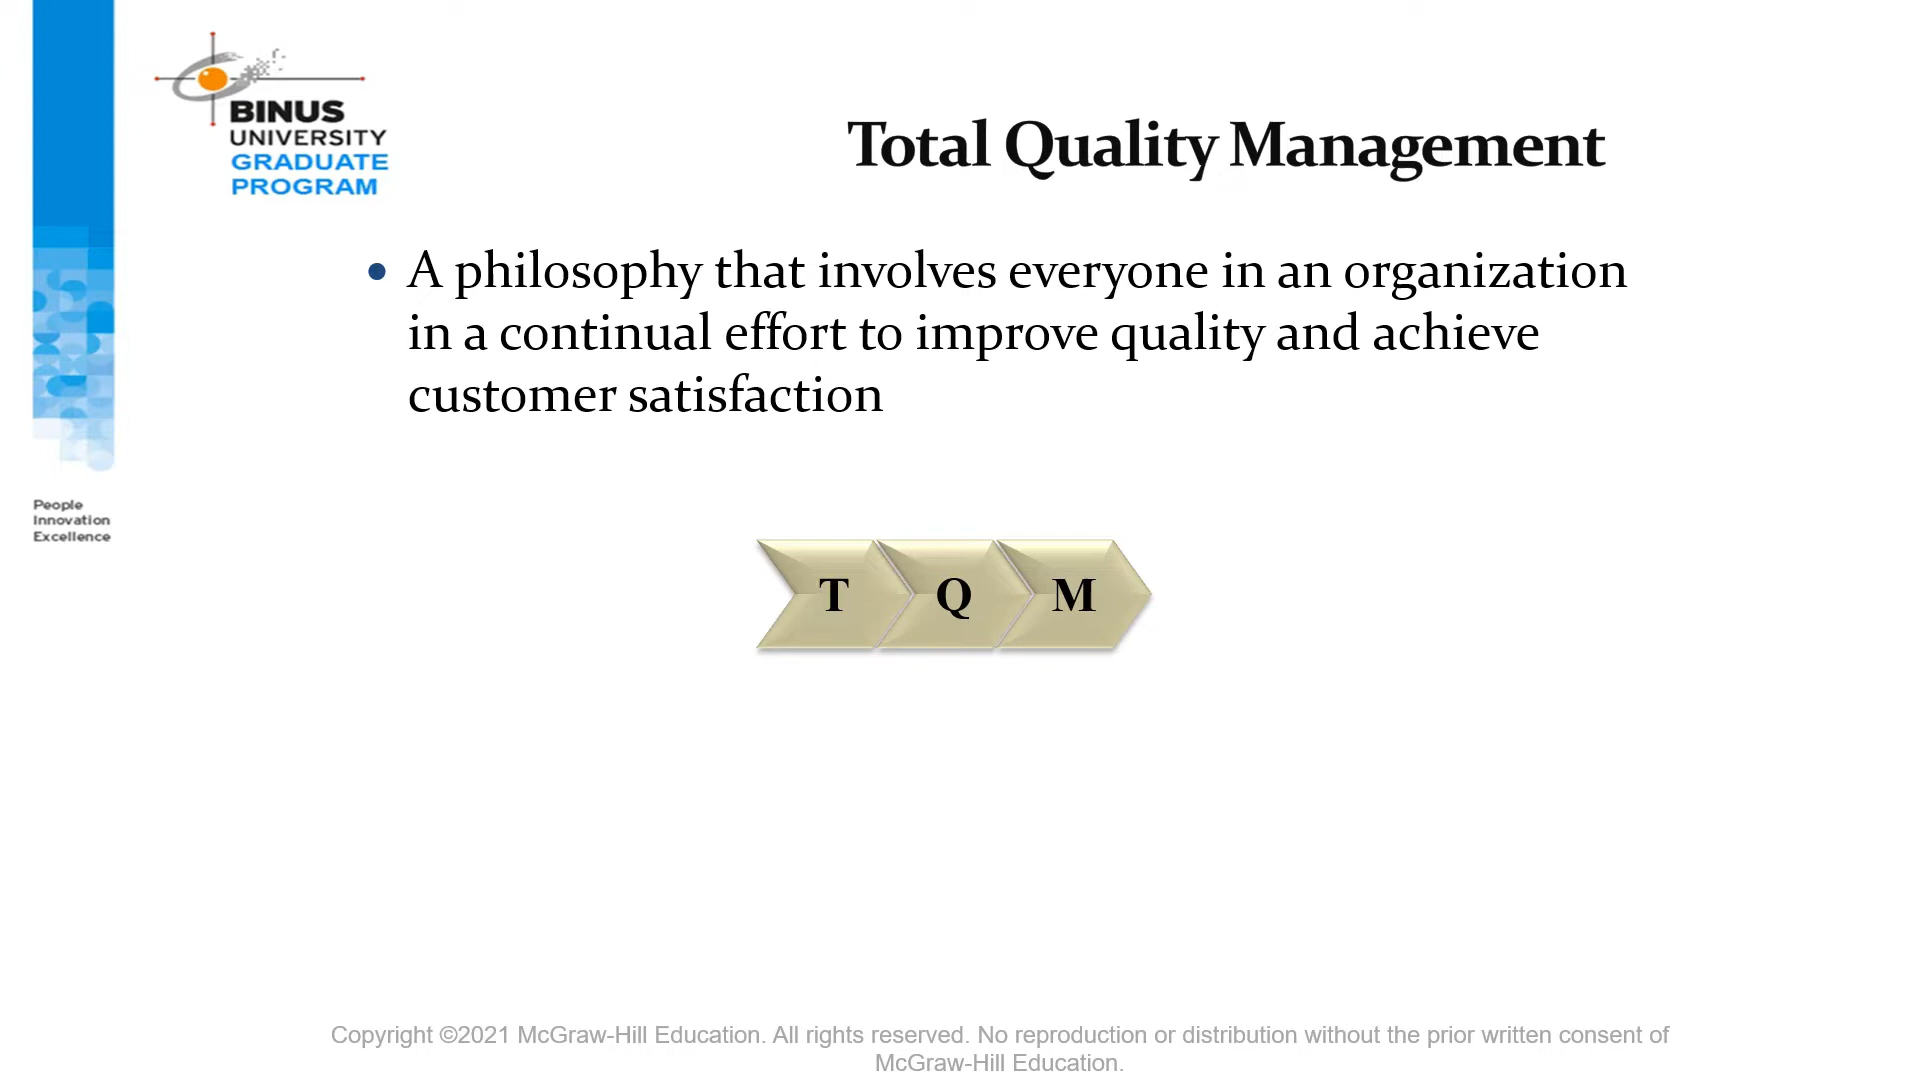 BINUS
UNIVERSITY
GRADUATE
PROGRAM
Total Quality Management
• A philosophy that involves everyone in an organization
in a continual effort to improve quality and achieve
customer satisfaction
People
Innovation
Excellence
T Q M
Copyright ©2021 McGraw-Hill Education. All rights reserved. No reproduction or distribution without the prior written consent of
McGraw-Hill Education.